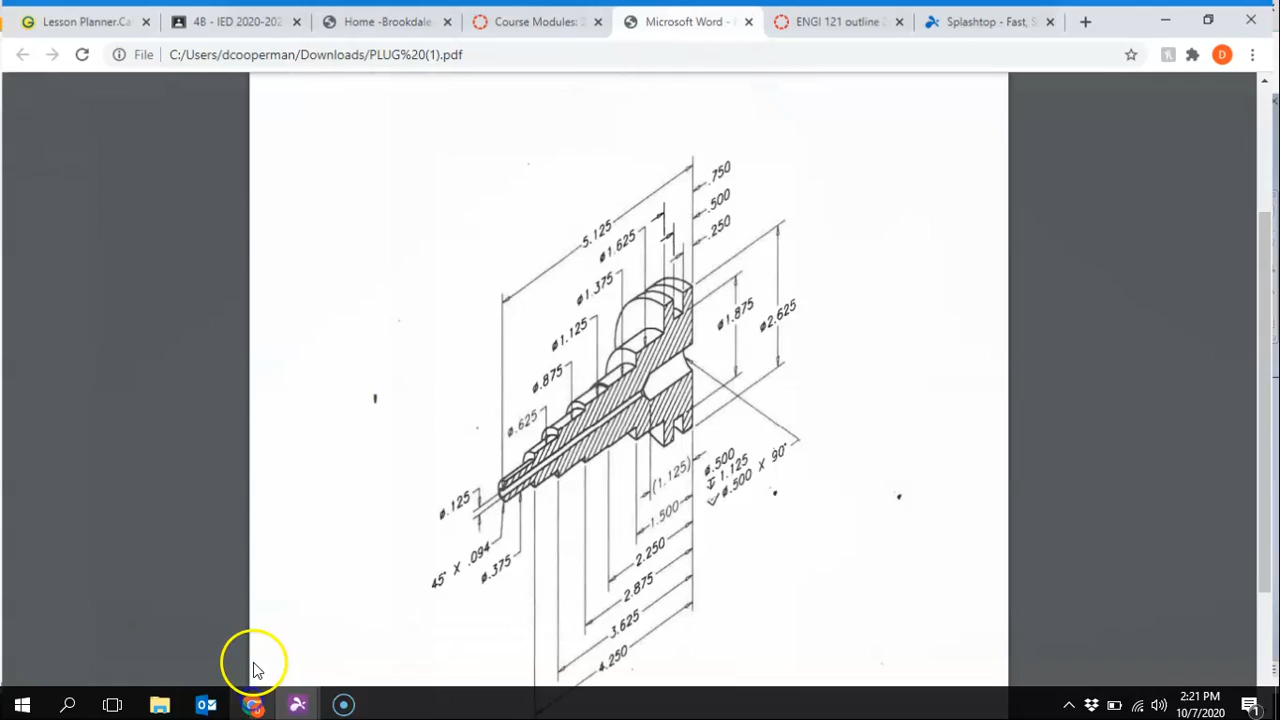 Lesson Planner.Ca
4B - IED 2020-202
Home -Brookdale
Course Modules: 2
Microsoft Word -
ENGI 121 outline
Splashtop - Fast, S
File
C:/Users/dcooperman/Downloads/PLUG%20(1).pdf
D
.750
.500
.250
5.125
ø1.625
ø1.375
ø1.125
ø.875
ø.625
ø1.875
ø2.625
ø.125
45° X .094
ø.375
(1.125)
ø.500
↧1.125
⌵ø.500 X 90°
1.500
2.250
2.875
3.625
4.250
2:21 PM
10/7/2020